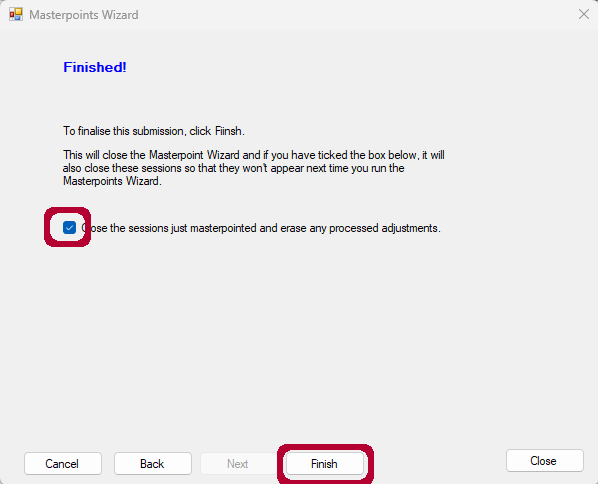 Masterpoints Wizard
Finished!
To finalise this submission, click Fiinsh.
This will close the Masterpoint Wizard and if you have ticked the box below, it will
also close these sessions so that they won't appear next time you run the
Masterpoints Wizard.
Close the sessions just masterpointed and erase any processed adjustments.
Cancel Back Next Finish Close